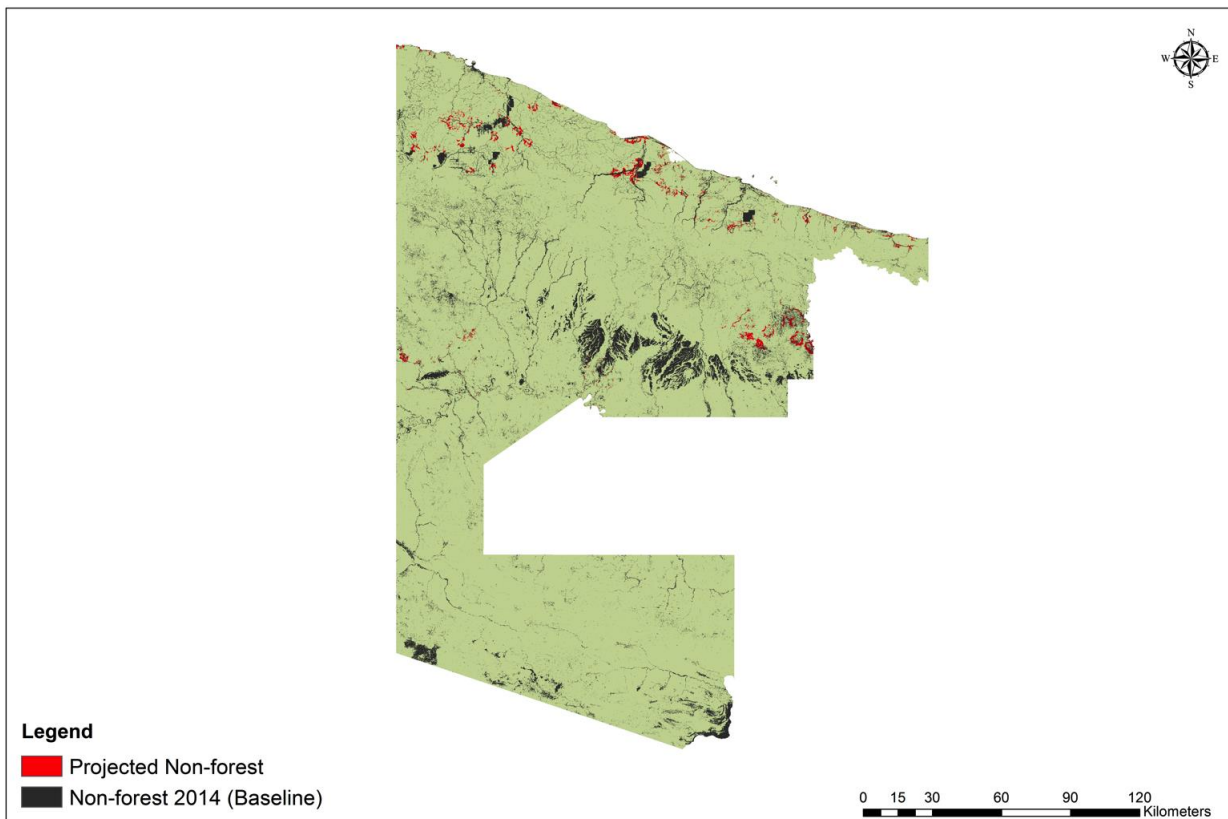 N
W E
S
Legend
Projected Non-forest
Non-forest 2014 (Baseline)
0 15 30 60 90 120
Kilometers